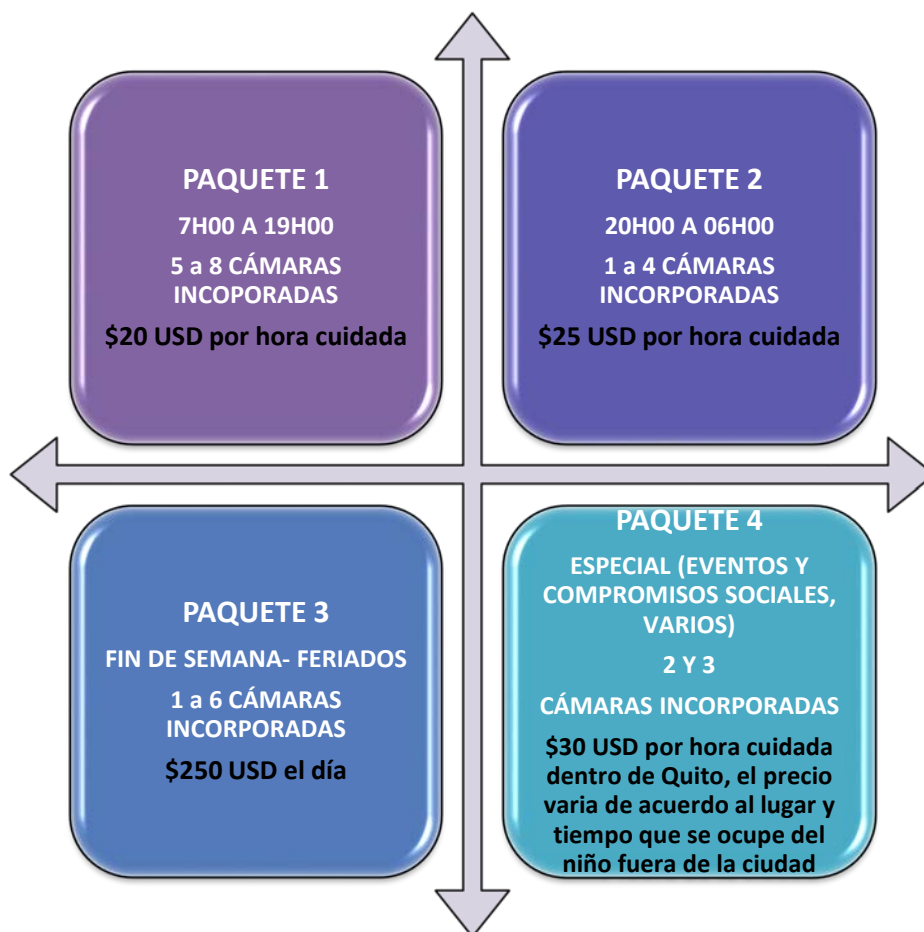 PAQUETE 1
7H00 A 19H00
5 a 8 CÁMARAS
INCOPORADAS
$20 USD por hora cuidada
PAQUETE 2
20H00 A 06H00
1 a 4 CÁMARAS
INCORPORADAS
$25 USD por hora cuidada
PAQUETE 3
FIN DE SEMANA- FERIADOS
1 a 6 CÁMARAS
INCORPORADAS
$250 USD el día
PAQUETE 4
ESPECIAL (EVENTOS Y
COMPROMISOS SOCIALES,
VARIOS)
2 Y 3
CÁMARAS INCORPORADAS
$30 USD por hora cuidada
dentro de Quito, el precio
varia de acuerdo al lugar y
tiempo que se ocupe del
niño fuera de la ciudad